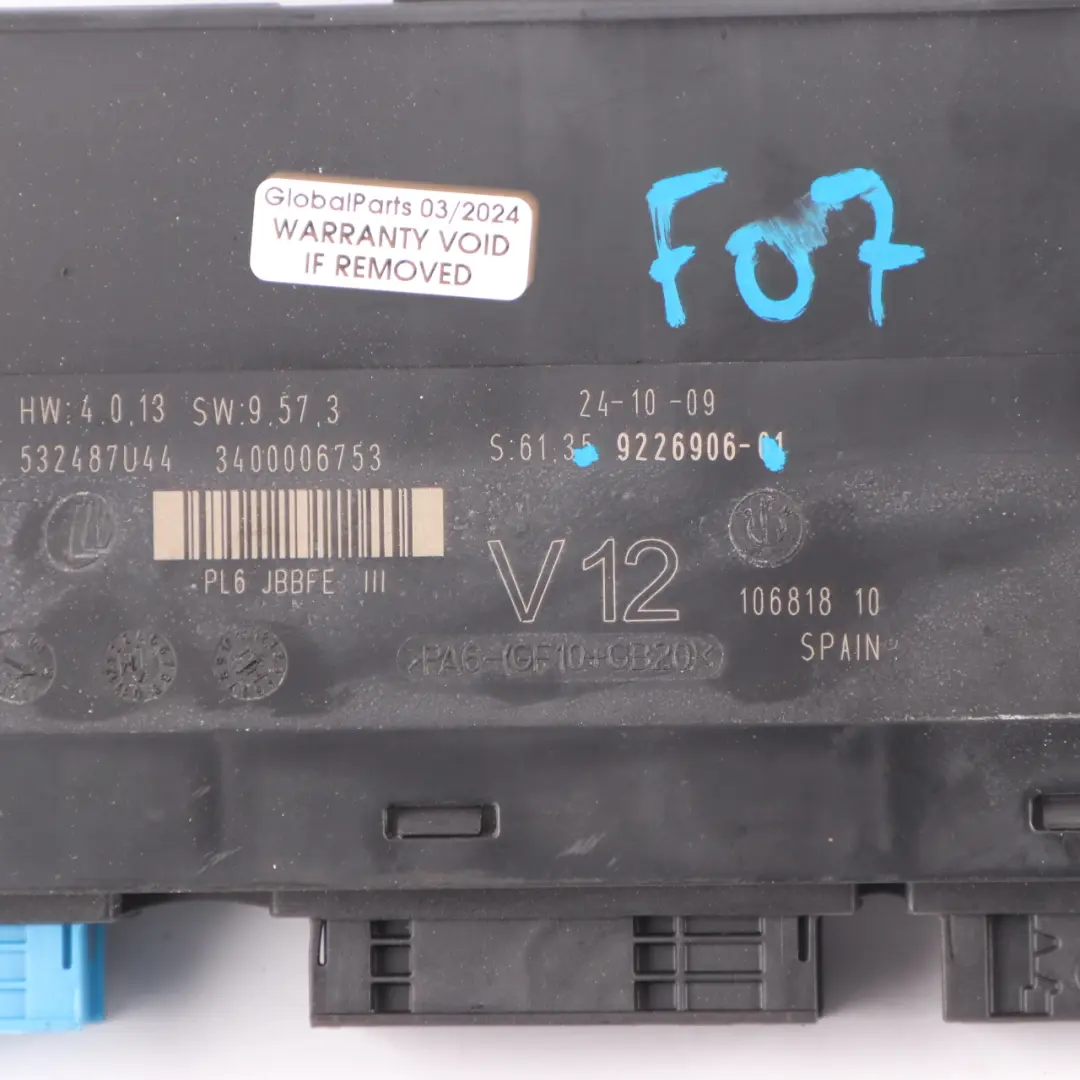 GlobalParts 03/2024
WARRANTY VOID
IF REMOVED
F07
HW:4.0.13 SW:9.57.3
24-10-09
532487U44 3400006753
S:61.35 9226906-01
PL6 JBBFE III
V12
106818 10
SPAIN
>PA6-(GF10+GB20)<